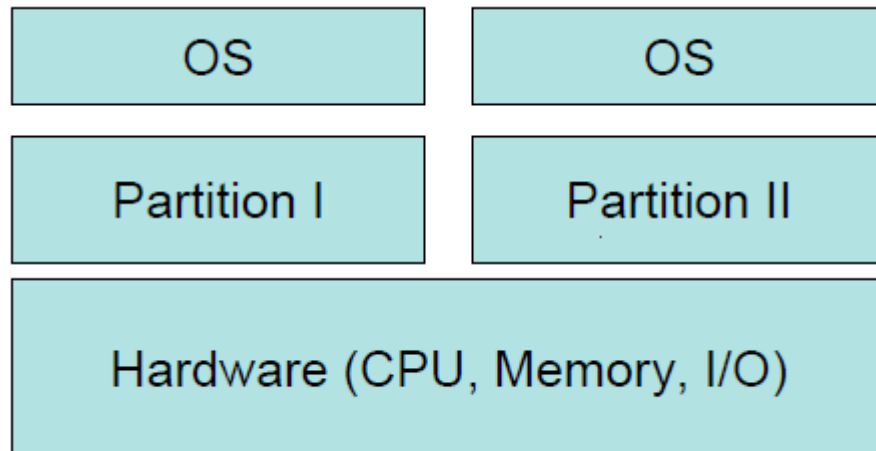 OS
OS
Partition I
Partition II
Hardware (CPU, Memory, I/O)